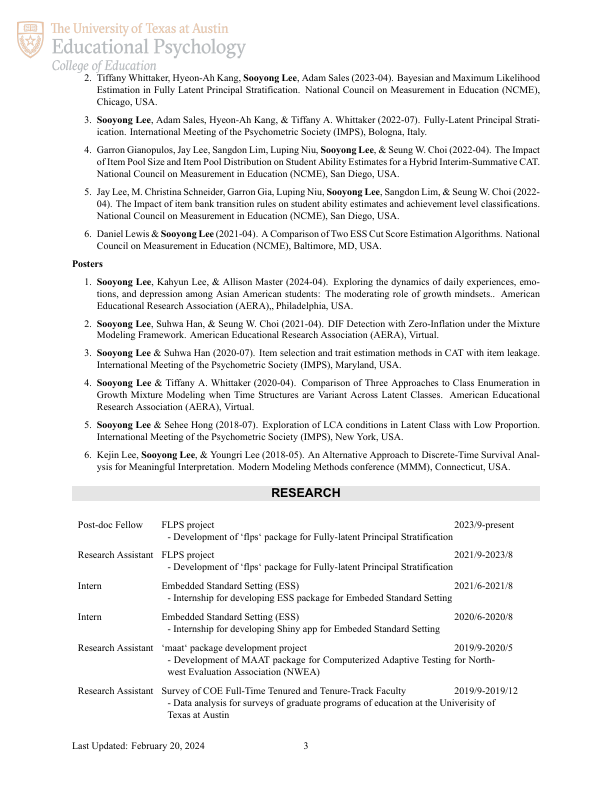 The University of Texas at Austin
Educational Psychology
College of Education
2. Tiffany Whittaker, Hyeon-Ah Kang, Sooyong Lee, Adam Sales (2023-04). Bayesian and Maximum Likelihood
Estimation in Fully Latent Principal Stratification. National Council on Measurement in Education (NCME),
Chicago, USA.
3. Sooyong Lee, Adam Sales, Hyeon-Ah Kang, & Tiffany A. Whittaker (2022-07). Fully-Latent Principal Strati-
ication. International Meeting of the Psychometric Society (IMPS), Bologna, Italy.
4. Garron Gianopulos, Jay Lee, Sangdon Lim, Luping Niu, Sooyong Lee, & Seung W. Choi (2022-04). The Impact
of Item Pool Size and Item Pool Distribution on Student Ability Estimates for a Hybrid Interim-Summative CAT.
National Council on Measurement in Education (NCME), San Diego, USA.
5. Jay Lee, M. Christina Schneider, Garron Gia, Luping Niu, Sooyong Lee, Sangdon Lim, & Seung W. Choi (2022-
04). The Impact of item bank transition rules on student ability estimates and achievement level classifications.
National Council on Measurement in Education (NCME), San Diego, USA.
6. Daniel Lewis & Sooyong Lee (2021-04). A Comparison of Two ESS Cut Score Estimation Algorithms. National
Council on Measurement in Education (NCME), Baltimore, MD, USA.
Posters
1. Sooyong Lee, Kahyun Lee, & Allison Master (2024-04). Exploring the dynamics of daily experiences, emo-
tions, and depression among Asian American students: The moderating role of growth mindsets.. American
Educational Research Association (AERA),, Philadelphia, USA.
2. Sooyong Lee, Suhwa Han, & Seung W. Choi (2021-04). DIF Detection with Zero-Inflation under the Mixture
Modeling Framework. American Educational Research Association (AERA), Virtual.
3. Sooyong Lee & Suhwa Han (2020-07). Item selection and trait estimation methods in CAT with item leakage.
International Meeting of the Psychometric Society (IMPS), Maryland, USA.
4. Sooyong Lee & Tiffany A. Whittaker (2020-04). Comparison of Three Approaches to Class Enumeration in
Growth Mixture Modeling when Time Structures are Variant Across Latent Classes. American Educational
Research Association (AERA), Virtual.
5. Sooyong Lee & Sehee Hong (2018-07). Exploration of LCA conditions in Latent Class with Low Proportion.
International Meeting of the Psychometric Society (IMPS), New York, USA.
6. Kejin Lee, Sooyong Lee, & Youngri Lee (2018-05). An Alternative Approach to Discrete-Time Survival Anal-
ysis for Meaningful Interpretation. Modern Modeling Methods conference (MMM), Connecticut, USA.
RESEARCH
Post-doc Fellow FLPS project 2023/9-present
- Development of ‘flps‘ package for Fully-latent Principal Stratification
Research Assistant FLPS project 2021/9-2023/8
- Development of ‘flps‘ package for Fully-latent Principal Stratification
Intern Embedded Standard Setting (ESS) 2021/6-2021/8
- Internship for developing ESS package for Embeded Standard Setting
Intern Embedded Standard Setting (ESS) 2020/6-2020/8
- Internship for developing Shiny app for Embeded Standard Setting
Research Assistant ‘maat‘ package development project 2019/9-2020/5
- Development of MAAT package for Computerized Adaptive Testing for North-
west Evaluation Association (NWEA)
Research Assistant Survey of COE Full-Time Tenured and Tenure-Track Faculty 2019/9-2019/12
- Data analysis for surveys of graduate programs of education at the Univerisity of
Texas at Austin
Last Updated: February 20, 2024 3